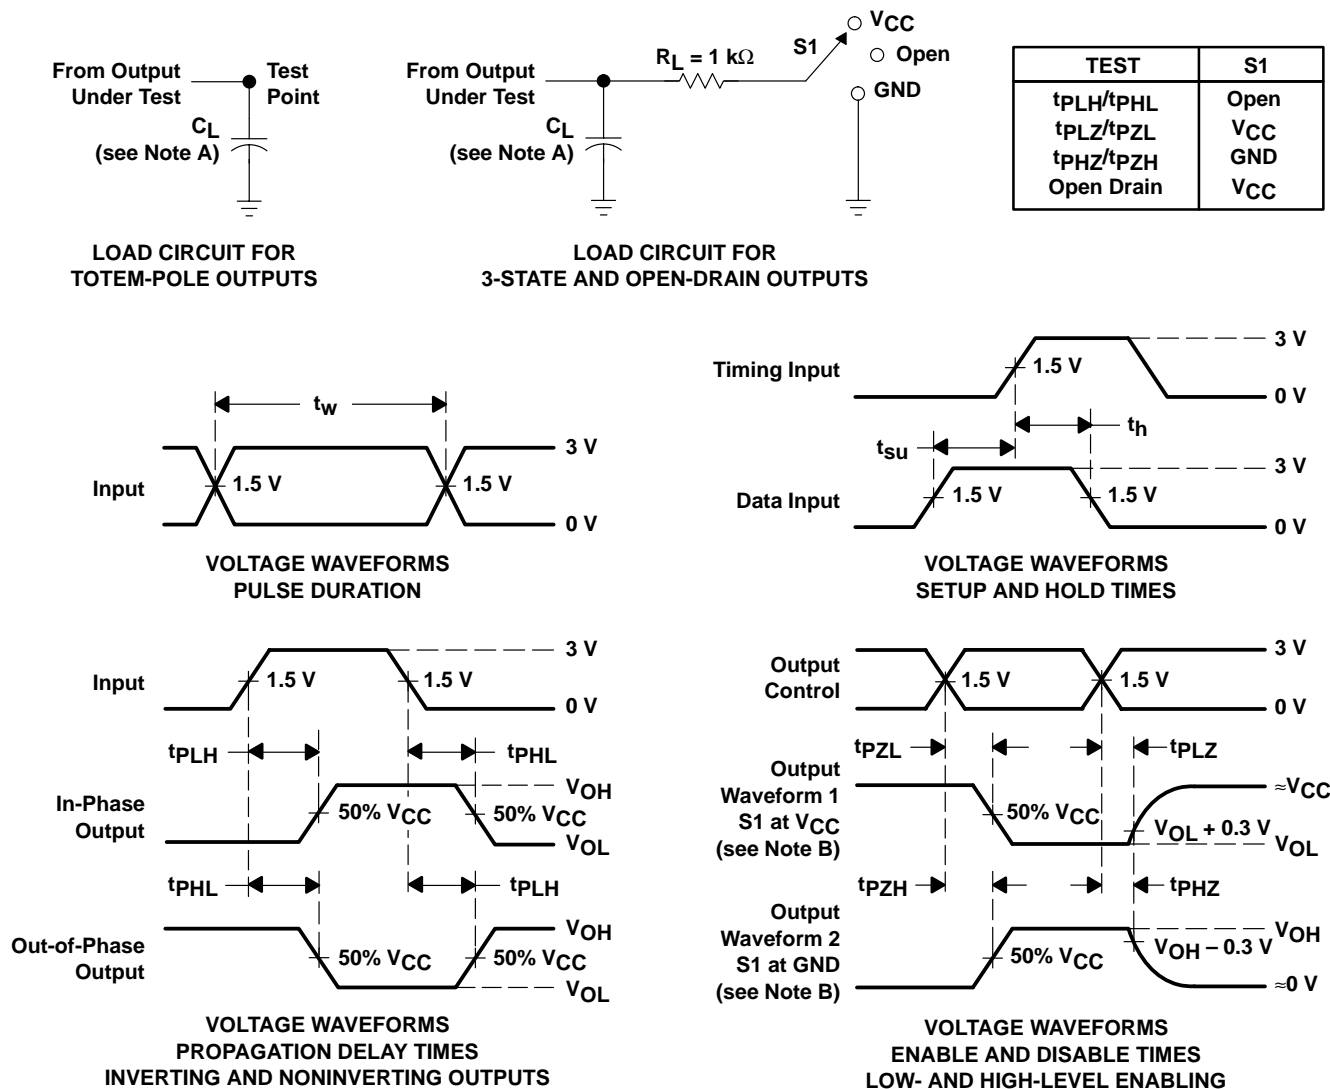 From Output
Under Test
Test
Point
CL
(see Note A)
LOAD CIRCUIT FOR
TOTEM-POLE OUTPUTS
From Output
Under Test
CL
(see Note A)
RL = 1 kΩ
S1
VCC
Open
GND
LOAD CIRCUIT FOR
3-STATE AND OPEN-DRAIN OUTPUTS
TEST S1
tPLH/tPHL Open
tPLZ/tPZL VCC
tPHZ/tPZH GND
Open Drain VCC
tw
Input
1.5 V
1.5 V
3 V
0 V
VOLTAGE WAVEFORMS
PULSE DURATION
Timing Input
1.5 V
3 V
0 V
tsu
th
Data Input
1.5 V
1.5 V
3 V
0 V
VOLTAGE WAVEFORMS
SETUP AND HOLD TIMES
Input
1.5 V
1.5 V
3 V
0 V
tPLH
tPHL
In-Phase
Output
50% VCC
50% VCC
VOH
VOL
tPHL
tPLH
Out-of-Phase
Output
50% VCC
50% VCC
VOH
VOL
VOLTAGE WAVEFORMS
PROPAGATION DELAY TIMES
INVERTING AND NONINVERTING OUTPUTS
Output
Control
1.5 V
1.5 V
3 V
0 V
tPZL
tPLZ
Output
Waveform 1
S1 at VCC
(see Note B)
50% VCC
VOL + 0.3 V
≈VCC
VOL
tPZH
tPHZ
Output
Waveform 2
S1 at GND
(see Note B)
50% VCC
VOH − 0.3 V
VOH
≈0 V
VOLTAGE WAVEFORMS
ENABLE AND DISABLE TIMES
LOW- AND HIGH-LEVEL ENABLING